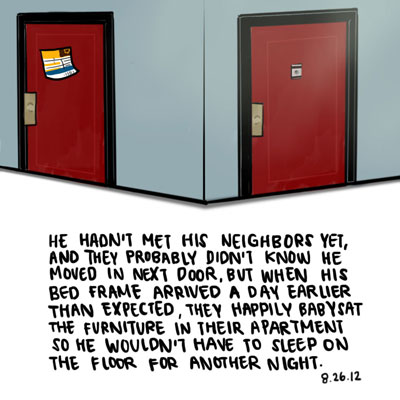 HE HADN'T MET HIS NEIGHBORS YET,
AND THEY PROBABLY DIDN'T KNOW HE
MOVED IN NEXT DOOR, BUT WHEN HIS
BED FRAME ARRIVED A DAY EARLIER
THAN EXPECTED, THEY HAPPILY BABYSAT
THE FURNITURE IN THEIR APARTMENT
SO HE WOULDN'T HAVE TO SLEEP ON
THE FLOOR FOR ANOTHER NIGHT.
8.26.12